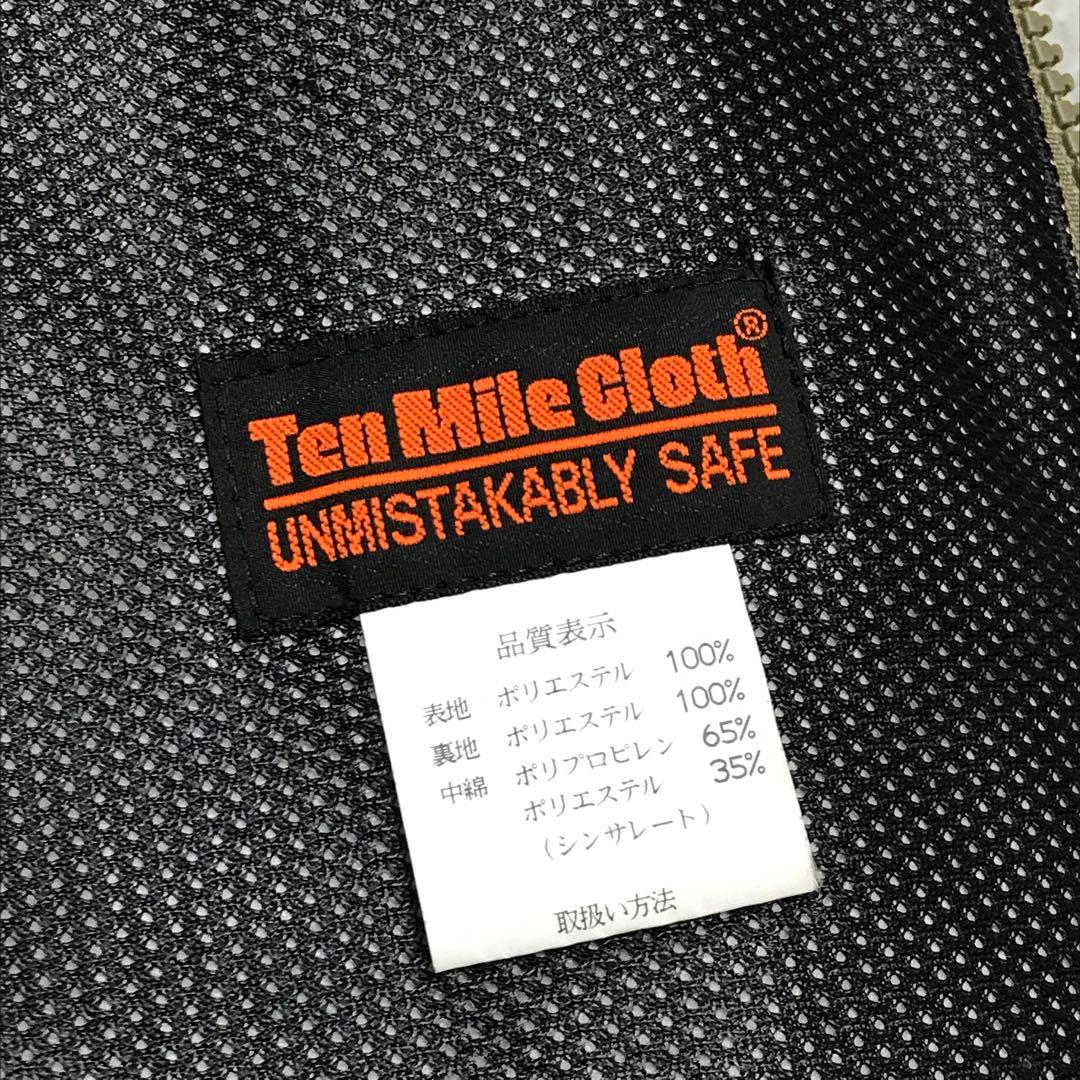 Ten Mile Cloth®
UNMISTAKABLY SAFE
品質表示
表地 ポリエステル 100%
裏地 ポリエステル 100%
中綿 ポリプロピレン 65%
ポリエステル 35%
(シンサレート)
取扱い方法